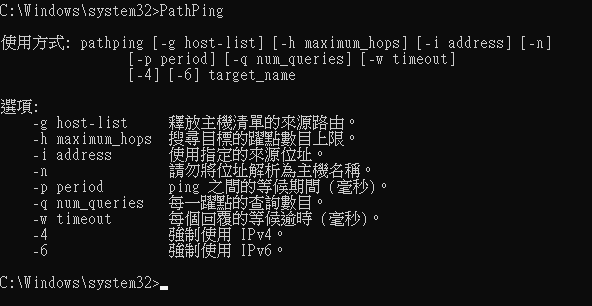 C:\Windows\system32>PathPing
使用方式: pathping [-g host-list] [-h maximum_hops] [-i address] [-n]
[-p period] [-q num_queries] [-w timeout]
[-4] [-6] target_name
選項:
-g host-list 釋放主機清單的來源路由。
-h maximum_hops 搜尋目標的躍點數目上限。
-i address 使用指定的來源位址。
-n 請勿將位址解析為主機名稱。
-p period ping 之間的等候期間 (毫秒)。
-q num_queries 每一躍點的查詢數目。
-w timeout 每個回覆的等候逾時 (毫秒)。
-4 強制使用 IPv4。
-6 強制使用 IPv6。
C:\Windows\system32>